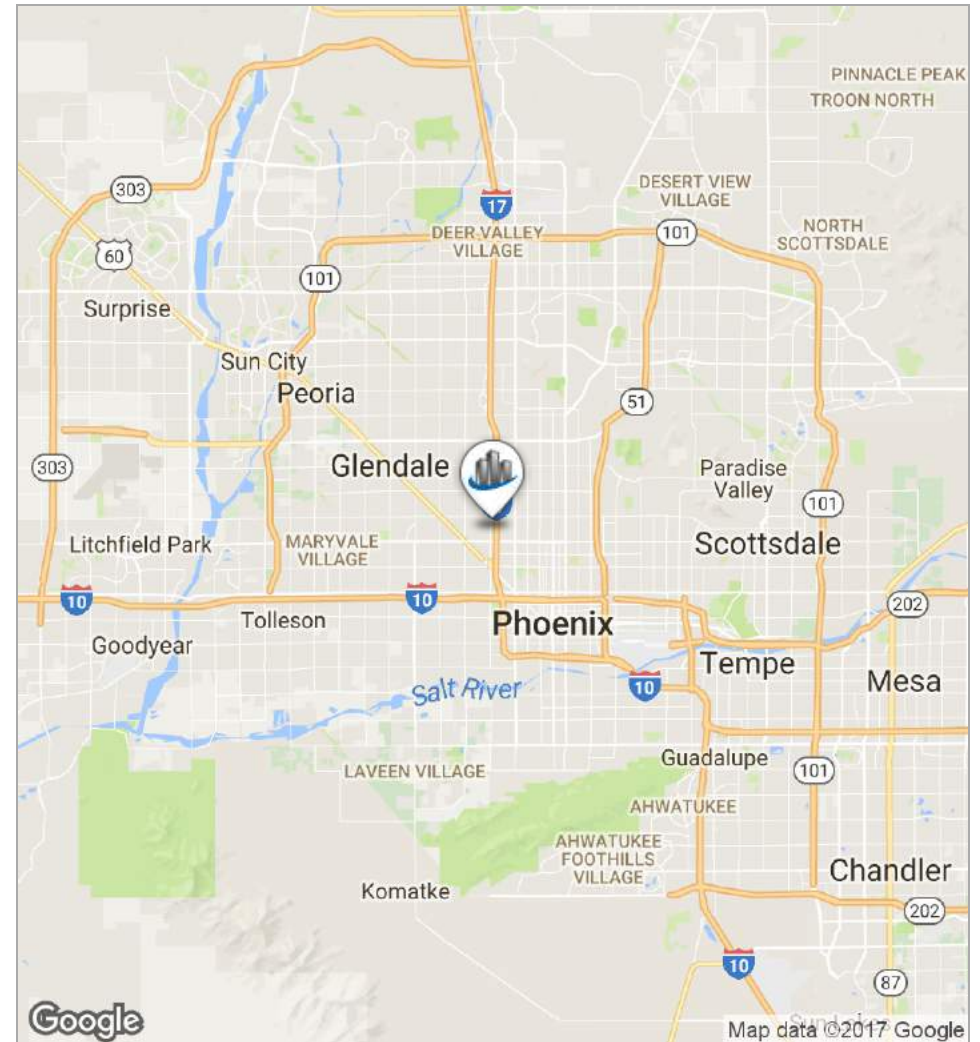 PINNACLE PEAK
TROON NORTH
303
17
DESERT VIEW
VILLAGE
60
DEER VALLEY
VILLAGE
101
NORTH
SCOTTSDALE
101
Surprise
Sun City
Peoria
51
303
Glendale
Paradise
Valley
101
Litchfield Park
MARYVALE
VILLAGE
Scottsdale
10
10
202
Tolleson
Phoenix
Goodyear
Tempe
Mesa
Salt River
10
Guadalupe
LAVEEN VILLAGE
101
AHWATUKEE
AHWATUKEE
FOOTHILLS
VILLAGE
Komatke
Chandler
202
10
87
Google
Map data ©2017 Google